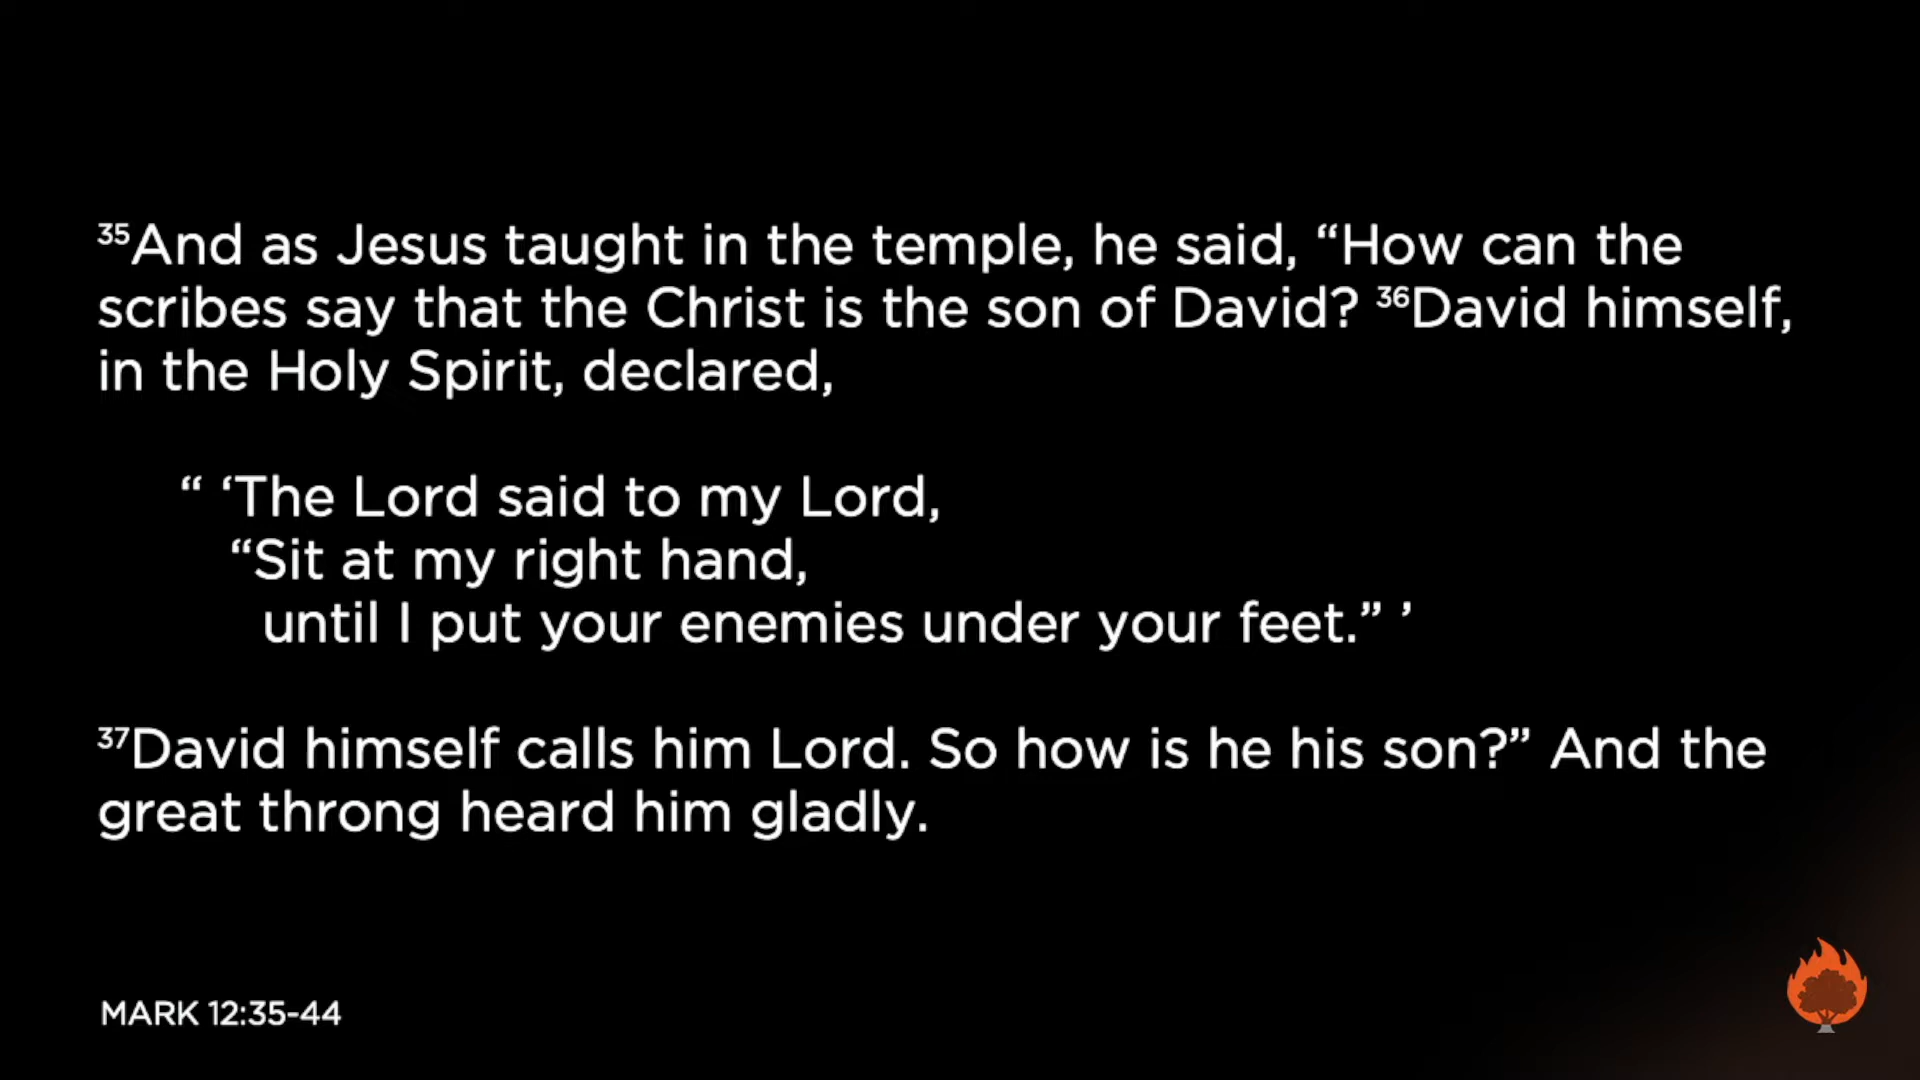 35And as Jesus taught in the temple, he said, “How can the
scribes say that the Christ is the son of David? 36David himself,
in the Holy Spirit, declared,
“ ‘The Lord said to my Lord,
“Sit at my right hand,
until I put your enemies under your feet.” ’
37David himself calls him Lord. So how is he his son?” And the
great throng heard him gladly.
MARK 12:35-44